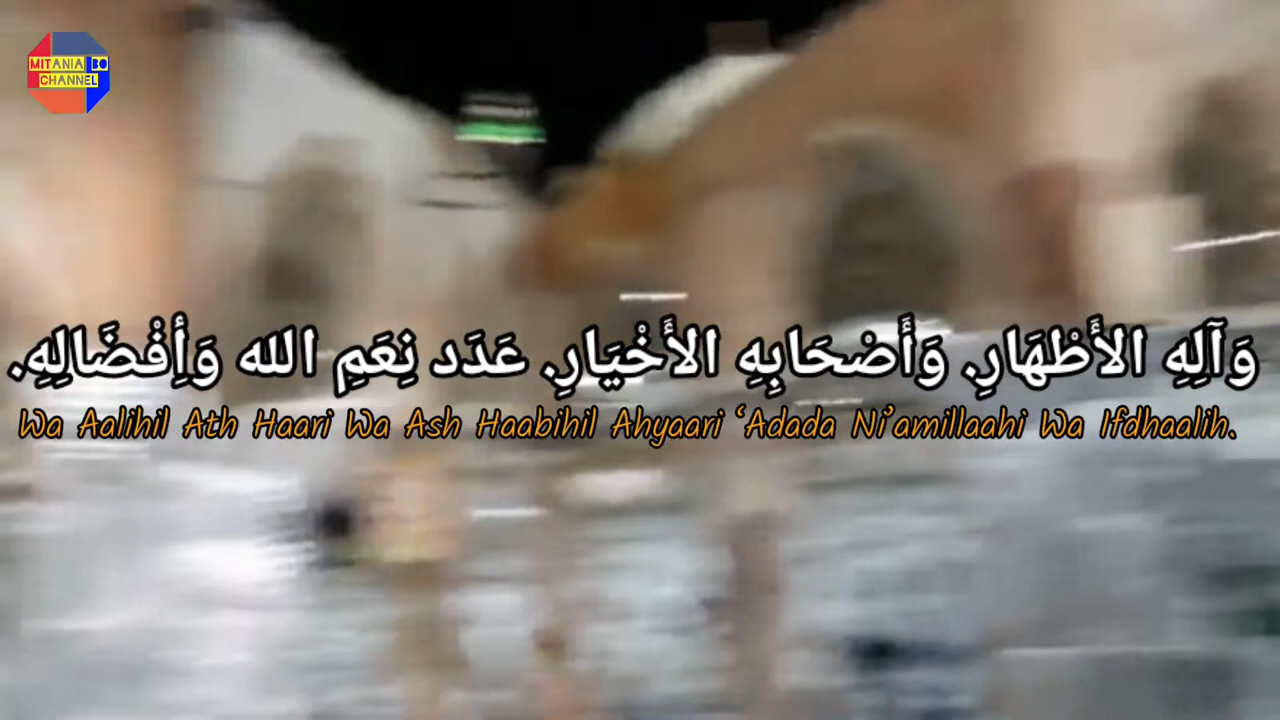 MITANIA BO
CHANNEL
وَآلِهِ الأَطْهَارِ. وَأَصْحَابِهِ الأَخْيَارِ. عَدَد نِعَمِ الله وَأِفْضَالِهِ.
Wa Aalihil Ath Haari Wa Ash Haabihil Ahyaari ‘Adada Ni’amillaahi Wa Ifdhaalih.